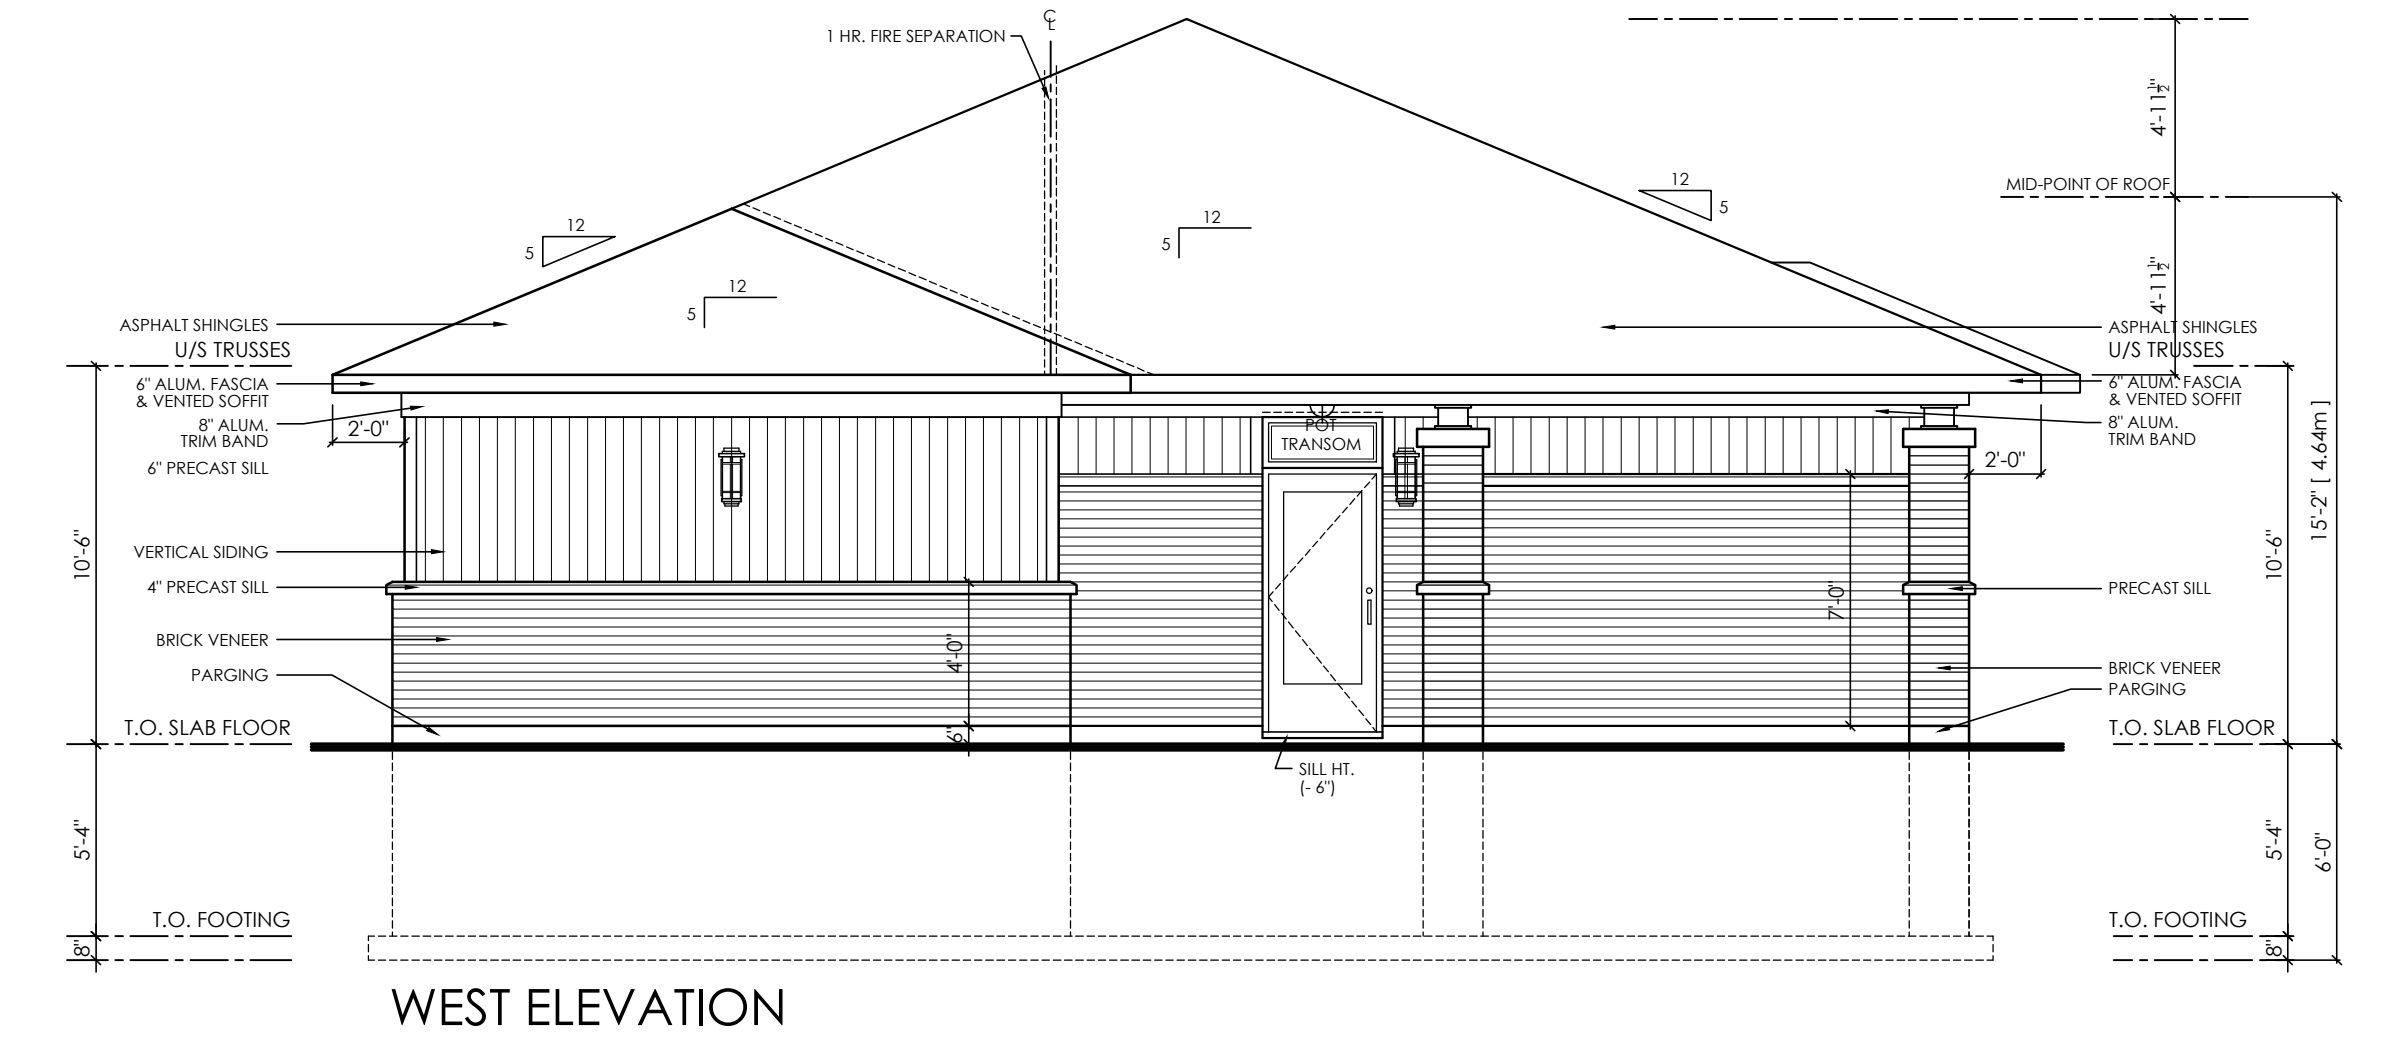 ℄
1 HR. FIRE SEPARATION
4'-11½"
12
MID-POINT OF ROOF
5
12
5
12
5
12
5
4'-11½"
ASPHALT SHINGLES
U/S TRUSSES
6" ALUM. FASCIA
& VENTED SOFFIT
8" ALUM.
TRIM BAND
2'-0"
6" PRECAST SILL
10'-6"
VERTICAL SIDING
4" PRECAST SILL
BRICK VENEER
PARGING
T.O. SLAB FLOOR
5'-4"
T.O. FOOTING
8"
POT
TRANSOM
4'-0"
6"
7'-0"
SILL HT.
(- 6")
ASPHALT SHINGLES
U/S TRUSSES
6" ALUM. FASCIA
& VENTED SOFFIT
8" ALUM.
TRIM BAND
2'-0"
15'-2" [ 4.64m ]
10'-6"
PRECAST SILL
BRICK VENEER
PARGING
T.O. SLAB FLOOR
5'-4"
6'-0"
T.O. FOOTING
8"
WEST ELEVATION